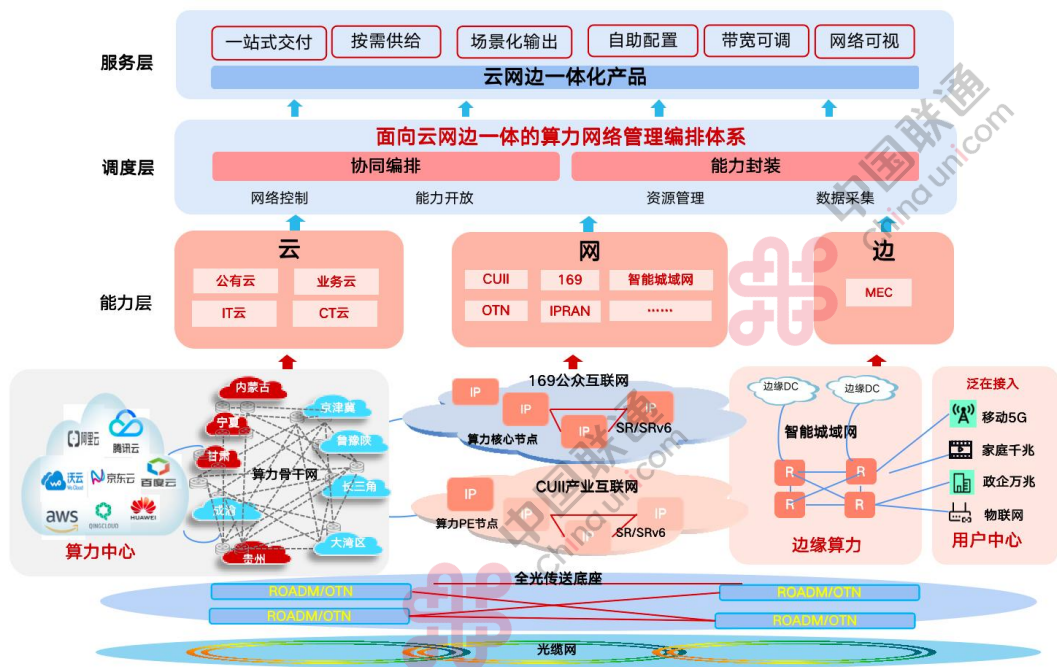 服务层
一站式交付
按需供给
场景化输出
自助配置
带宽可调
网络可视
云网边一体化产品
调度层
面向云网边一体的算力网络管理编排体系
协同编排
能力封装
网络控制
能力开放
资源管理
数据采集
能力层
云
公有云
业务云
IT云
CT云
网
CUII
169
智能城域网
OTN
IPRAN
……
边
MEC
阿里云
腾讯云
沃云
Wo Cloud
京东云
百度云
aws
QINGCLOUD
HUAWEI
算力中心
内蒙古
宁夏
甘肃
成渝
贵州
京津冀
鲁豫陕
长三角
大湾区
算力骨干网
169公众互联网
IP
IP
IP
IP
算力核心节点
SR/SRv6
CUII产业互联网
IP
IP
IP
IP
算力PE节点
SR/SRv6
边缘DC
边缘DC
智能城域网
R
R
R
R
边缘算力
泛在接入
移动5G
家庭千兆
政企万兆
物联网
用户中心
全光传送底座
ROADM/OTN
ROADM/OTN
ROADM/OTN
ROADM/OTN
光缆网
中国联通
china unicom
中国联通
china unicom